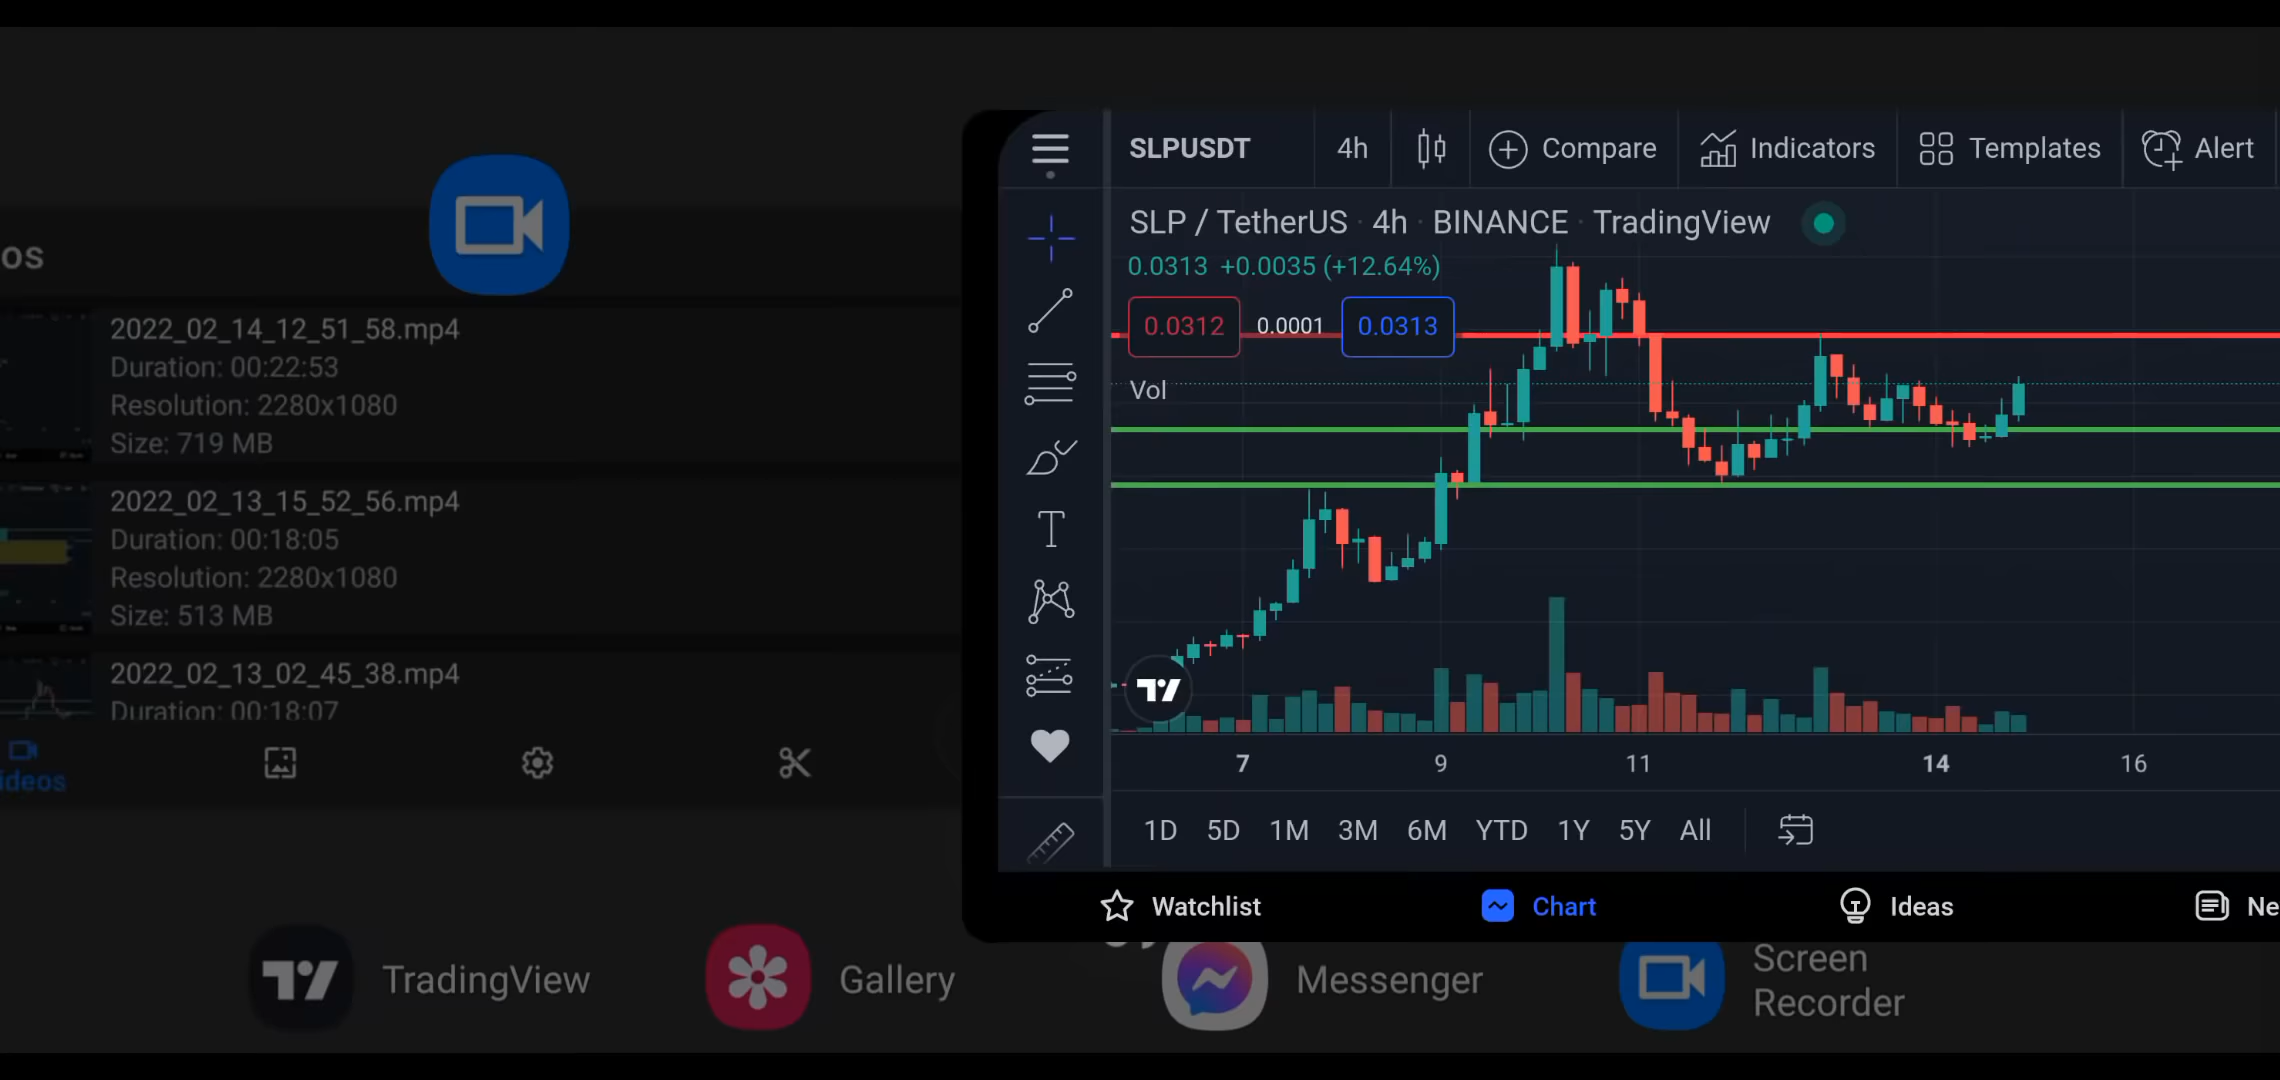 os
2022_02_14_12_51_58.mp4
Duration: 00:22:53
Resolution: 2280x1080
Size: 719 MB
2022_02_13_15_52_56.mp4
Duration: 00:18:05
Resolution: 2280x1080
Size: 513 MB
2022_02_13_02_45_38.mp4
Duration: 00:18:07
ideos
SLPUSDT 4h Compare Indicators Templates Alert
SLP / TetherUS · 4h · BINANCE · TradingView
0.0313 +0.0035 (+12.64%)
0.0312 0.0001 0.0313
Vol
7 9 11 14 16
1D 5D 1M 3M 6M YTD 1Y 5Y All
Watchlist Chart Ideas Ne
TradingView
Gallery
Messenger
Screen
Recorder